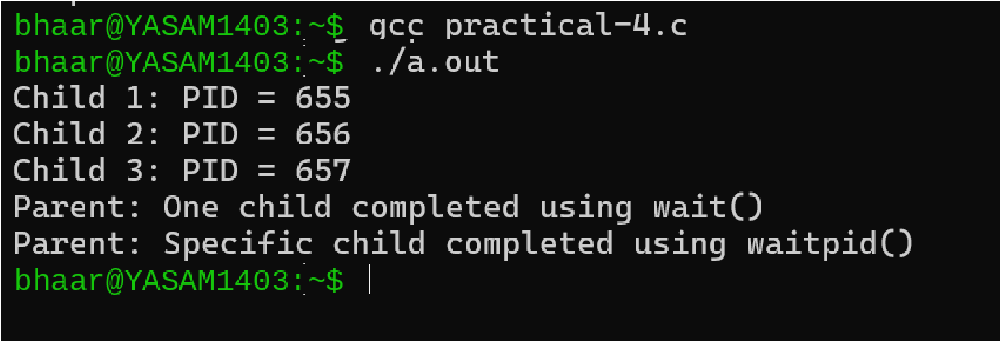 bhaar@YASAM1403:~$ gcc practical-4.c
bhaar@YASAM1403:~$ ./a.out
Child 1: PID = 655
Child 2: PID = 656
Child 3: PID = 657
Parent: One child completed using wait()
Parent: Specific child completed using waitpid()
bhaar@YASAM1403:~$